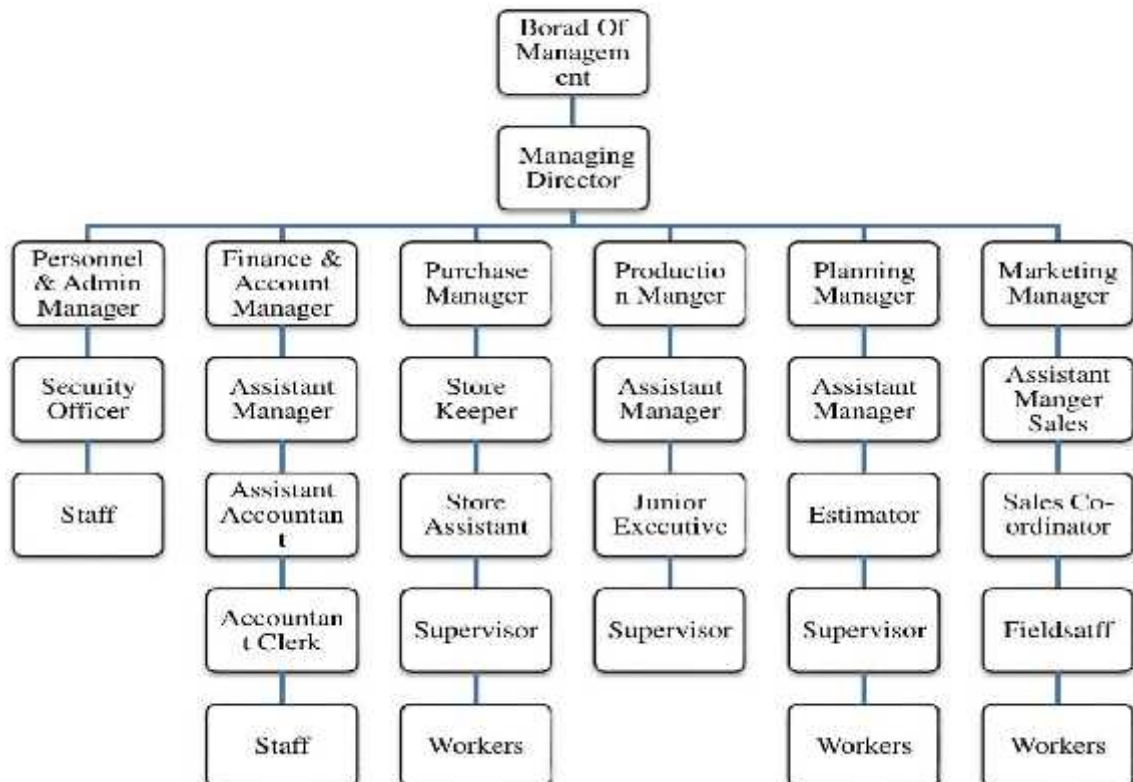 Borad Of
Managem
ent
Managing
Director
Personnel
& Admin
Manager
Finance &
Account
Manager
Purchase
Manager
Productio
n Manger
Planning
Manager
Marketing
Manager
Security
Officer
Assistant
Manager
Store
Keeper
Assistant
Manager
Assistant
Manager
Assistant
Manger
Sales
Staff
Assistant
Accountan
t
Store
Assistant
Junior
Executive
Estimator
Sales Co-
ordinator
Accountan
t Clerk
Supervisor
Supervisor
Supervisor
Fieldsatff
Staff
Workers
Workers
Workers